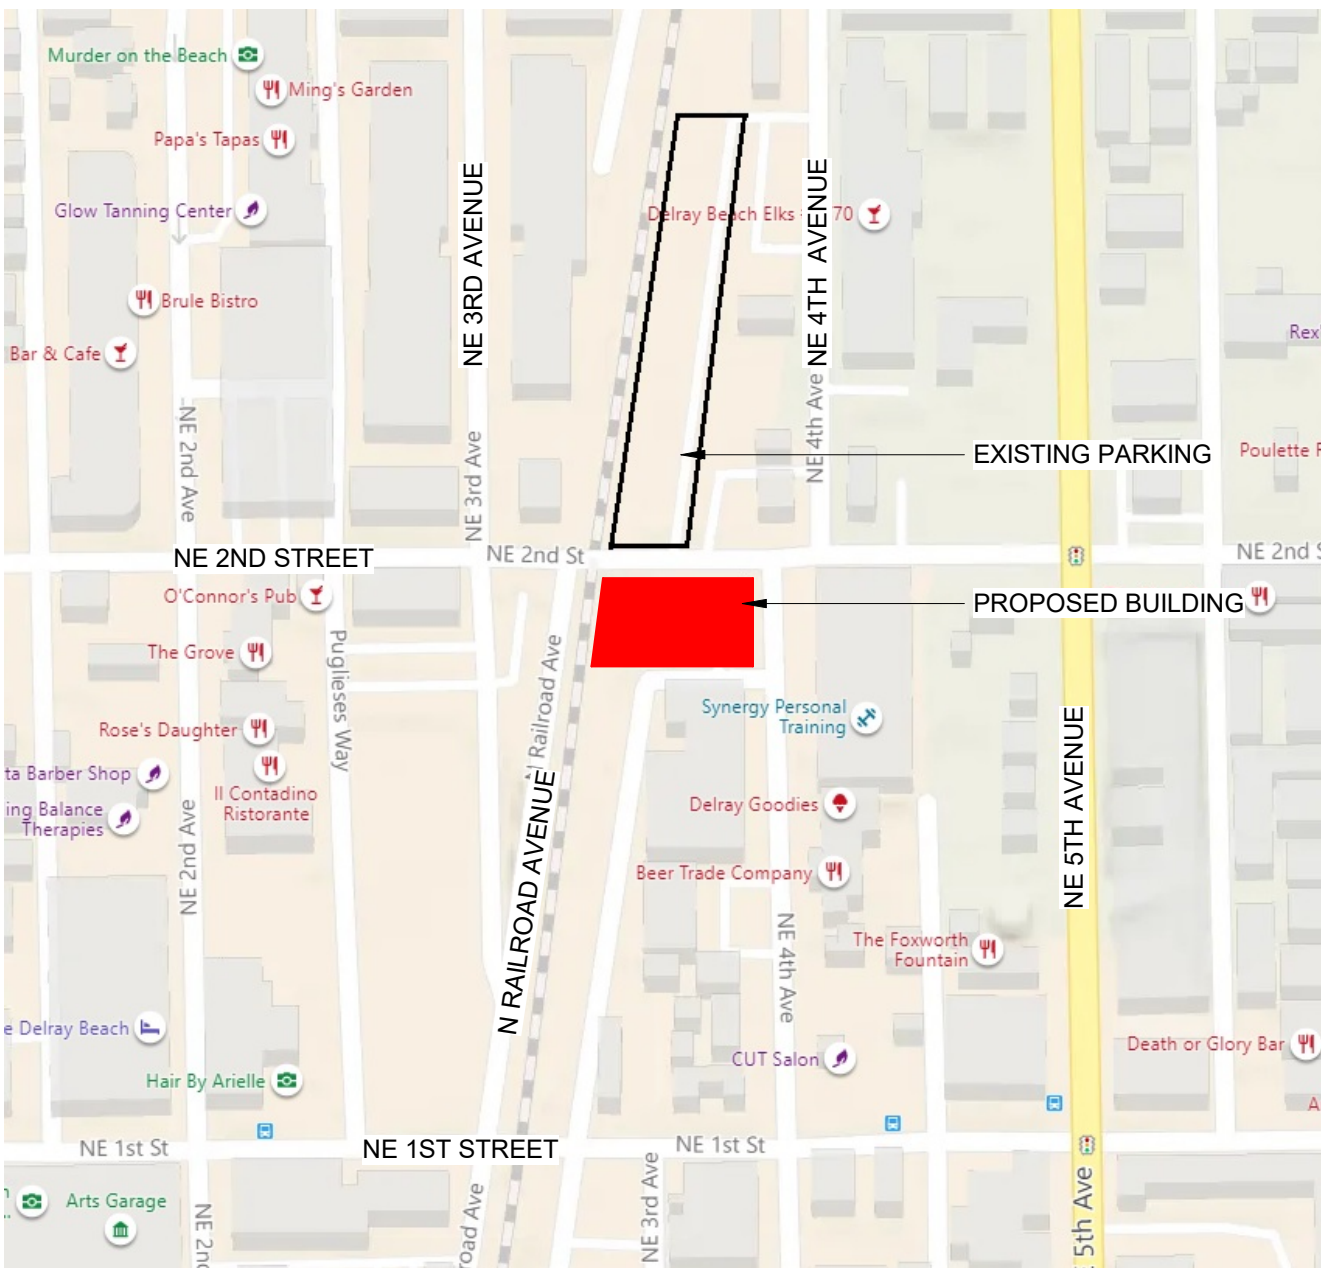 Murder on the Beach
Ming's Garden
Papa's Tapas
NE 3RD AVENUE
NE 4TH AVENUE
Glow Tanning Center
Delray Beach Elks
70
Brule Bistro
Rex'
Bar & Cafe
NE 4th Ave
NE 2nd Ave
NE 3rd Ave
EXISTING PARKING
Poulette
NE 2ND STREET
NE 2nd St
NE 2nd S
O'Connor's Pub
PROPOSED BUILDING
The Grove
Puglieses Way
N Railroad Ave
Synergy Personal
Training
NE 5TH AVENUE
Rose's Daughter
ta Barber Shop
Il Contadino
Ristorante
ing Balance
Therapies
Delray Goodies
N RAILROAD AVENUE
NE 2nd Ave
Beer Trade Company
NE 4th Ave
The Foxworth
Fountain
e Delray Beach
CUT Salon
Death or Glory Bar
Hair By Arielle
A
NE 1st St
NE 1ST STREET
NE 1st St
Arts Garage
NE 2n
road Ave
NE 3rd Ave
5th Ave